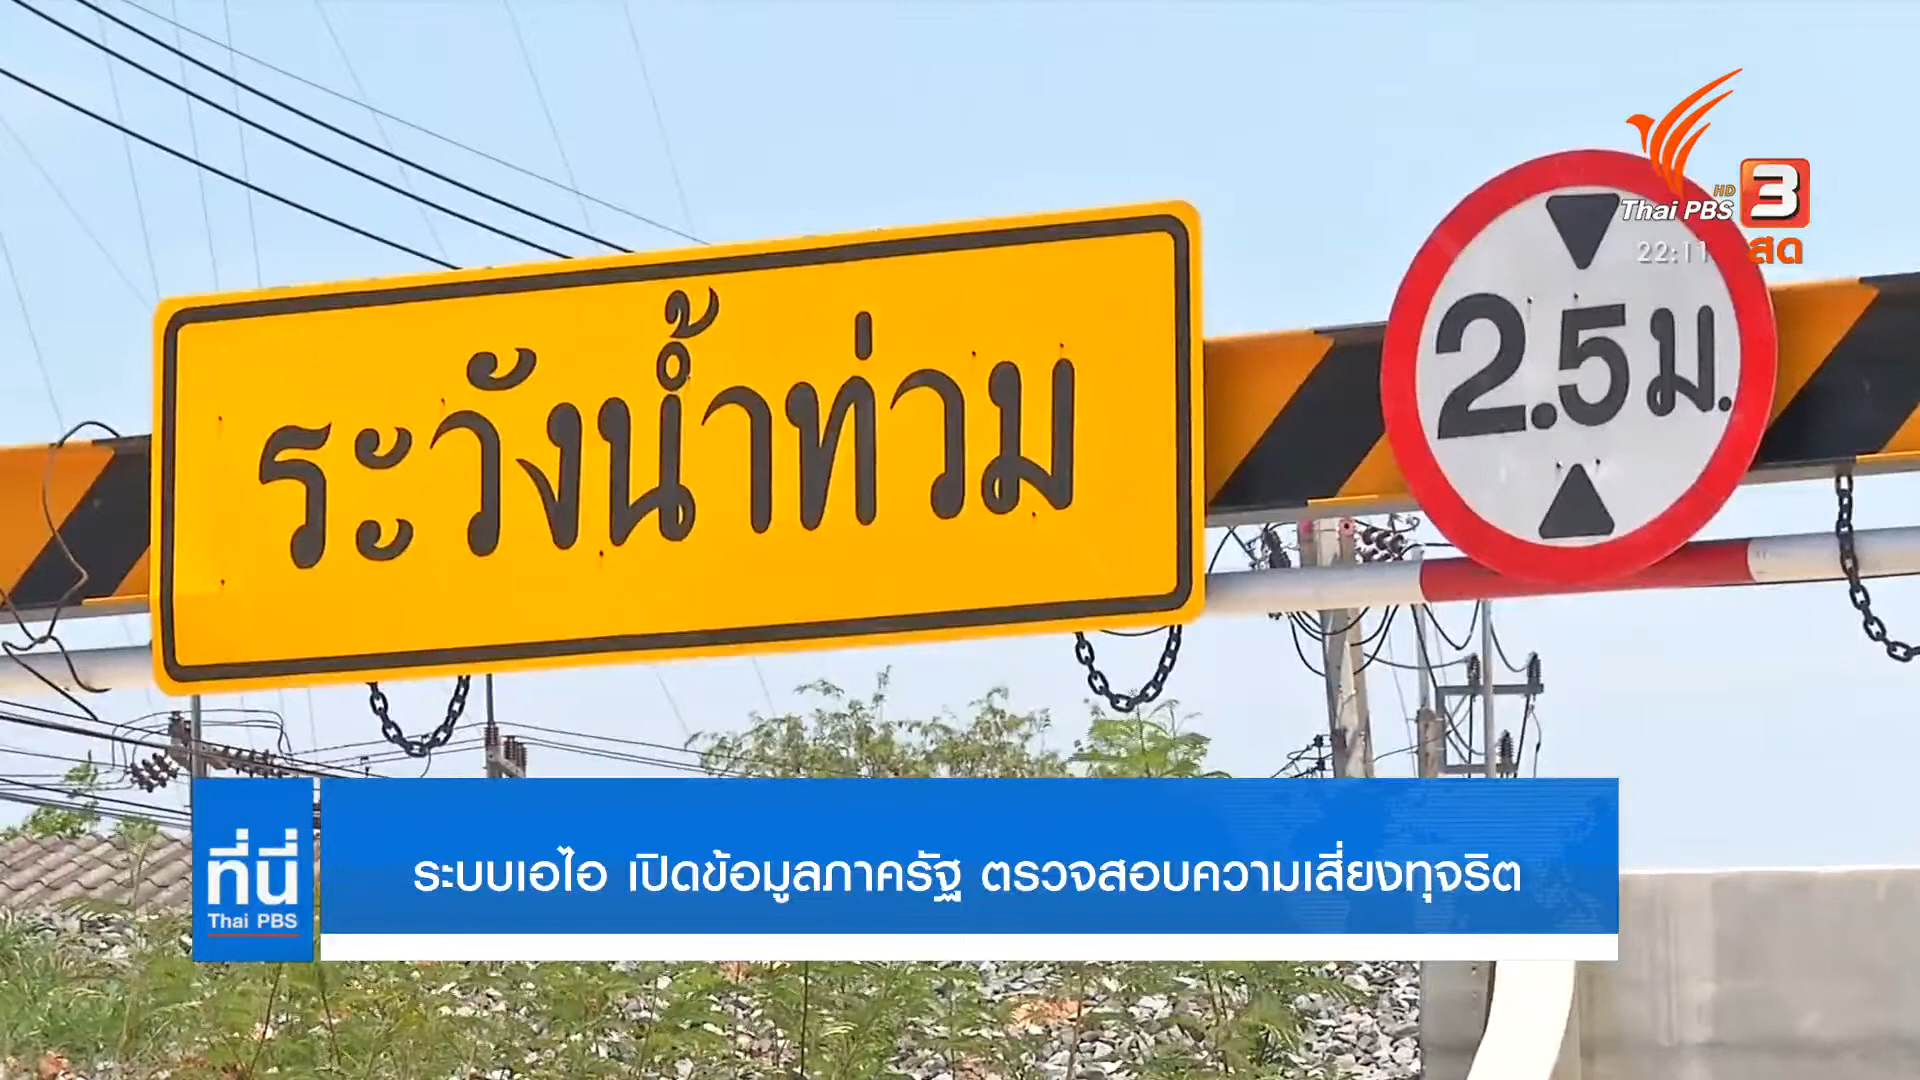 HD
Thai PBS 3
22:11 สด
ระวังน้ำท่วม
2.5 ม.
ที่นี่
Thai PBS
ระบบเอไอ เปิดข้อมูลภาครัฐ ตรวจสอบความเสี่ยงทุจริต